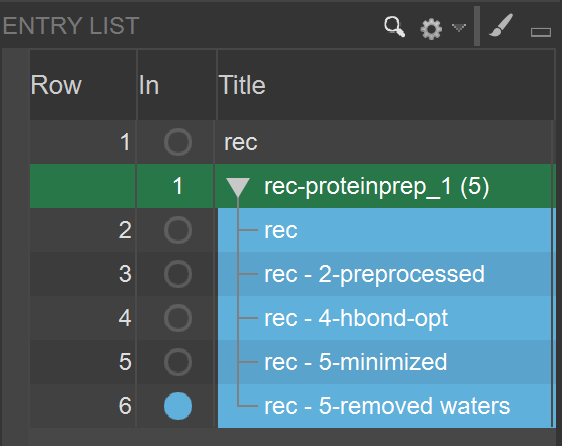 ENTRY LIST
Row In Title
1 rec
1 rec-proteinprep_1 (5)
2 rec
3 rec - 2-preprocessed
4 rec - 4-hbond-opt
5 rec - 5-minimized
6 rec - 5-removed waters